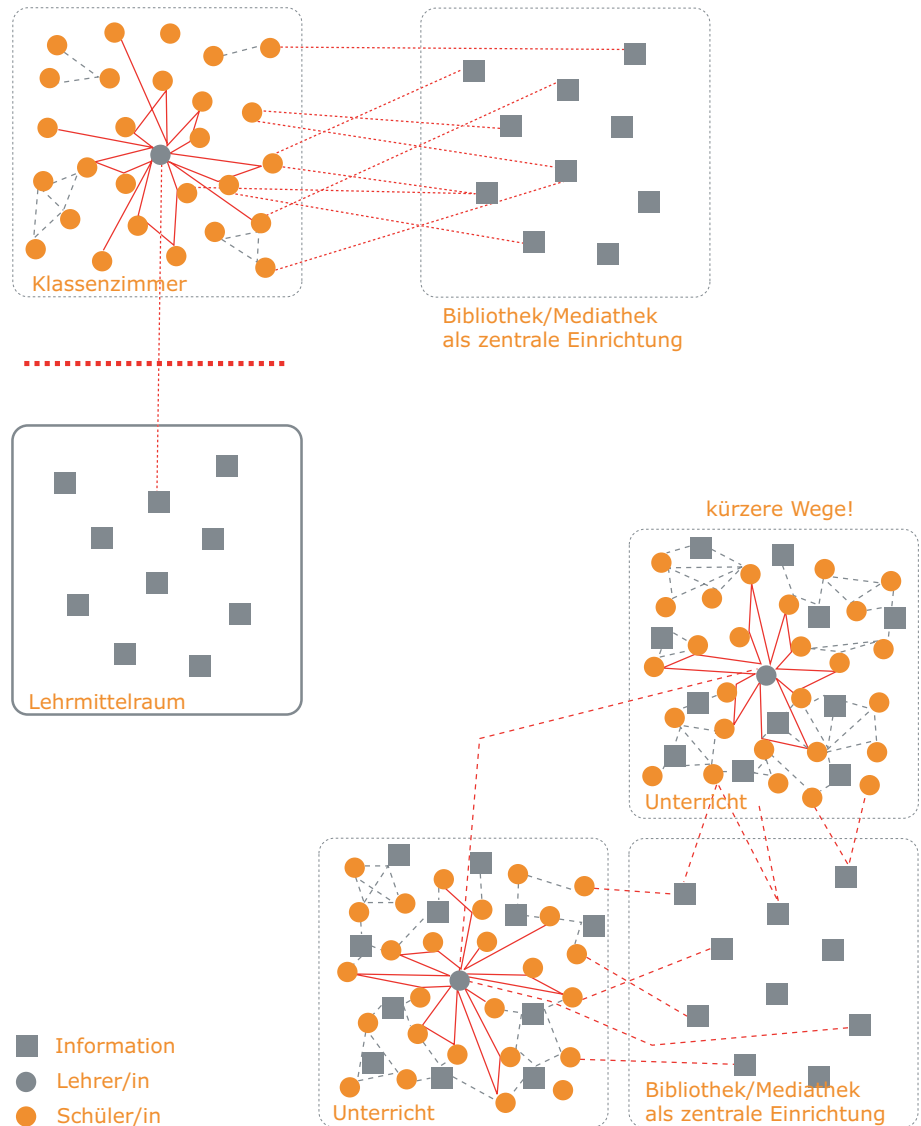 Klassenzimmer
Bibliothek/Mediathek
als zentrale Einrichtung
Lehrmittelraum
kürzere Wege!
Unterricht
Unterricht
Bibliothek/Mediathek
als zentrale Einrichtung
Information
Lehrer/in
Schüler/in